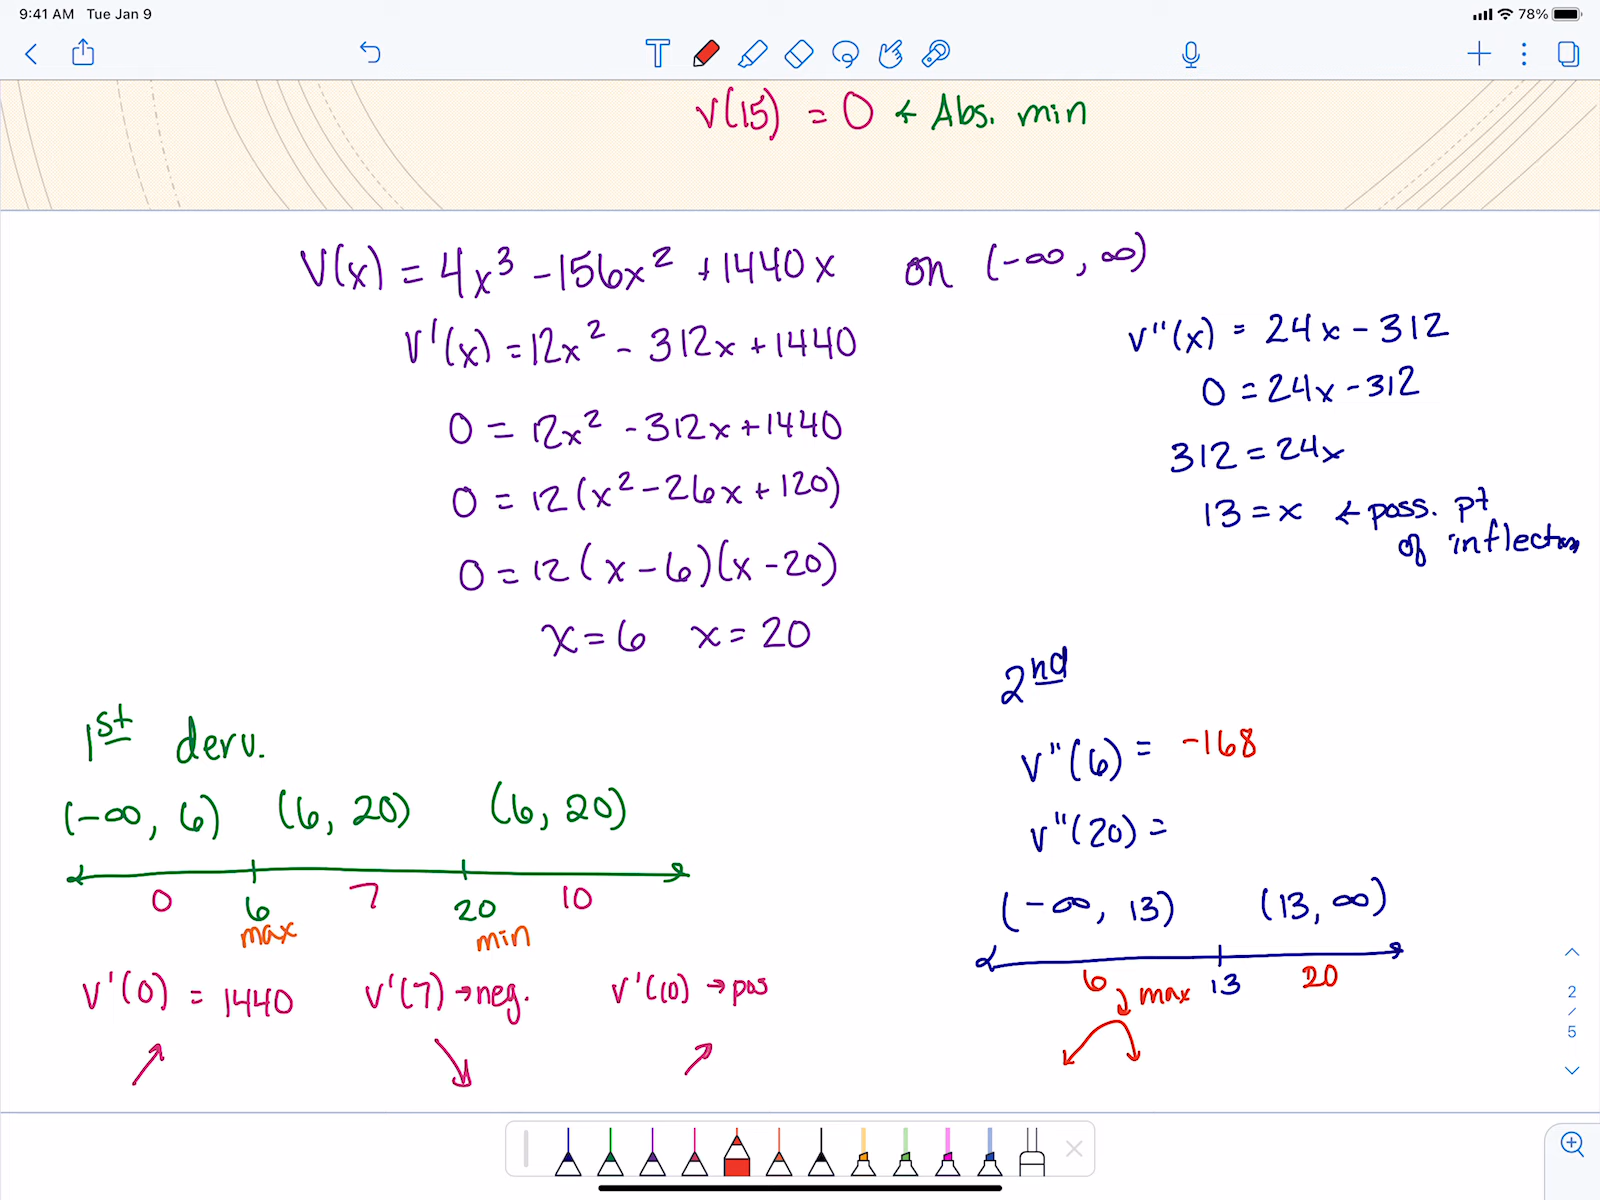 9:41 AM Tue Jan 9
78%
V(15) = 0 ← Abs. min
V(x) = 4x³ - 156x² + 1440x on (-∞, ∞)
V'(x) = 12x² - 312x + 1440
0 = 12x² - 312x + 1440
0 = 12(x² - 26x + 120)
0 = 12(x - 6)(x - 20)
x = 6 x = 20
V''(x) = 24x - 312
0 = 24x - 312
312 = 24x
13 = x ← poss. pt
of inflection
1st derv.
(-∞, 6) (6, 20) (6, 20)
0 6 7 20 10
max min
V'(0) = 1440 V'(7) → neg. V'(10) → pos
2nd
V''(6) = -168
V''(20) =
(-∞, 13) (13, ∞)
6 max 13 20
2
/
5